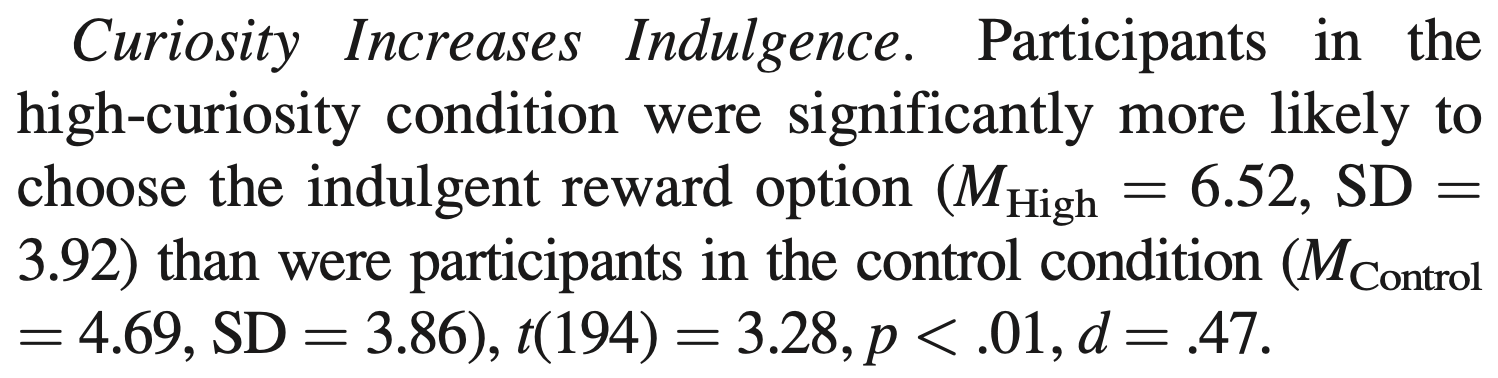 Curiosity Increases Indulgence. Participants in the
high-curiosity condition were significantly more likely to
choose the indulgent reward option (MHigh = 6.52, SD =
3.92) than were participants in the control condition (MControl
= 4.69, SD = 3.86), t(194) = 3.28, p < .01, d = .47.